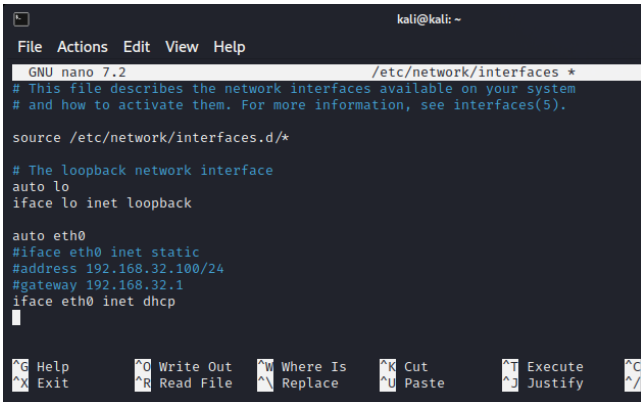 kali@kali: ~
File Actions Edit View Help
GNU nano 7.2 /etc/network/interfaces *
# This file describes the network interfaces available on your system
# and how to activate them. For more information, see interfaces(5).
source /etc/network/interfaces.d/*
# The loopback network interface
auto lo
iface lo inet loopback
auto eth0
#iface eth0 inet static
#address 192.168.32.100/24
#gateway 192.168.32.1
iface eth0 inet dhcp
^G Help ^O Write Out ^W Where Is ^K Cut ^T Execute ^C
^X Exit ^R Read File ^\ Replace ^U Paste ^J Justify ^/